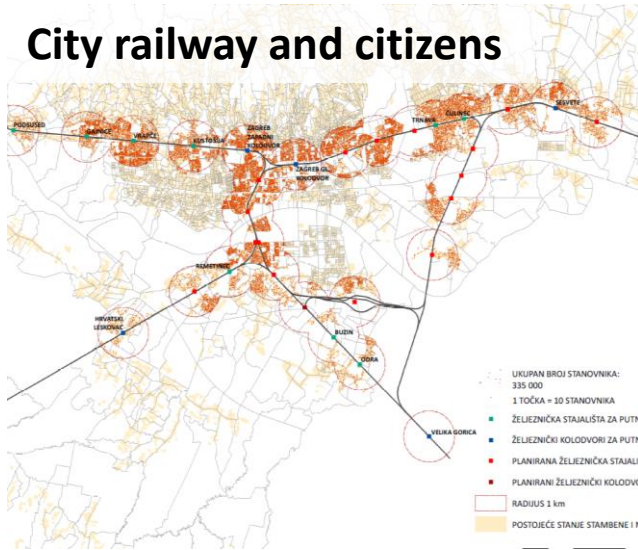 City railway and citizens
PODSUSED
GAJNICE
VRAPČE
KUSTOŠIJA
ZAGREB
ZAPADNI
KOLODVOR
ZAGREB GL.
KOLODVOR
TRNAVA
ČULINEC
SESVETE
REMETINEC
HRVATSKI
LESKOVAC
BUZIN
ODRA
VELIKA GORICA
UKUPAN BROJ STANOVNIKA:
335 000
1 TOČKA = 10 STANOVNIKA
ŽELJEZNIČKA STAJALIŠTA ZA PUTN
ŽELJEZNIČKI KOLODVORI ZA PUTN
PLANIRANA ŽELJEZNIČKA STAJALI
PLANIRANI ŽELJEZNIČKI KOLODVO
RADIJUS 1 km
POSTOJEĆE STANJE STAMBENE I M